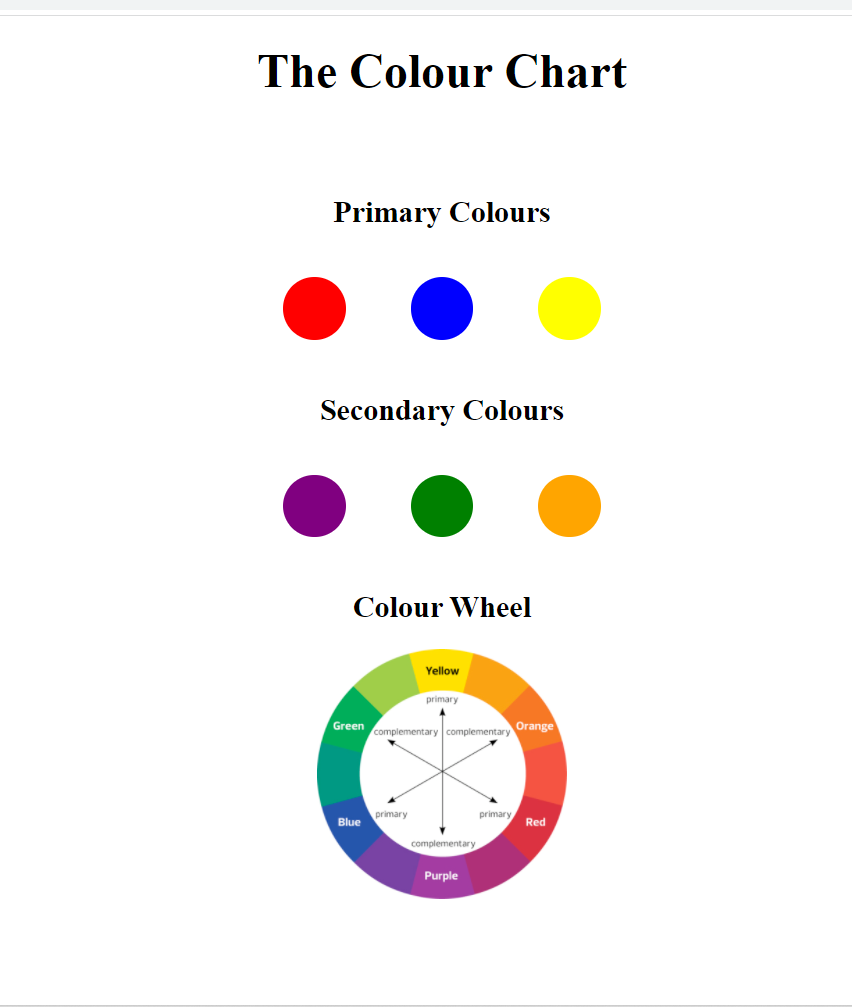 The Colour Chart
Primary Colours
Secondary Colours
Colour Wheel
Yellow
primary
Green
Orange
complementary
complementary
primary
primary
Blue
Red
complementary
Purple